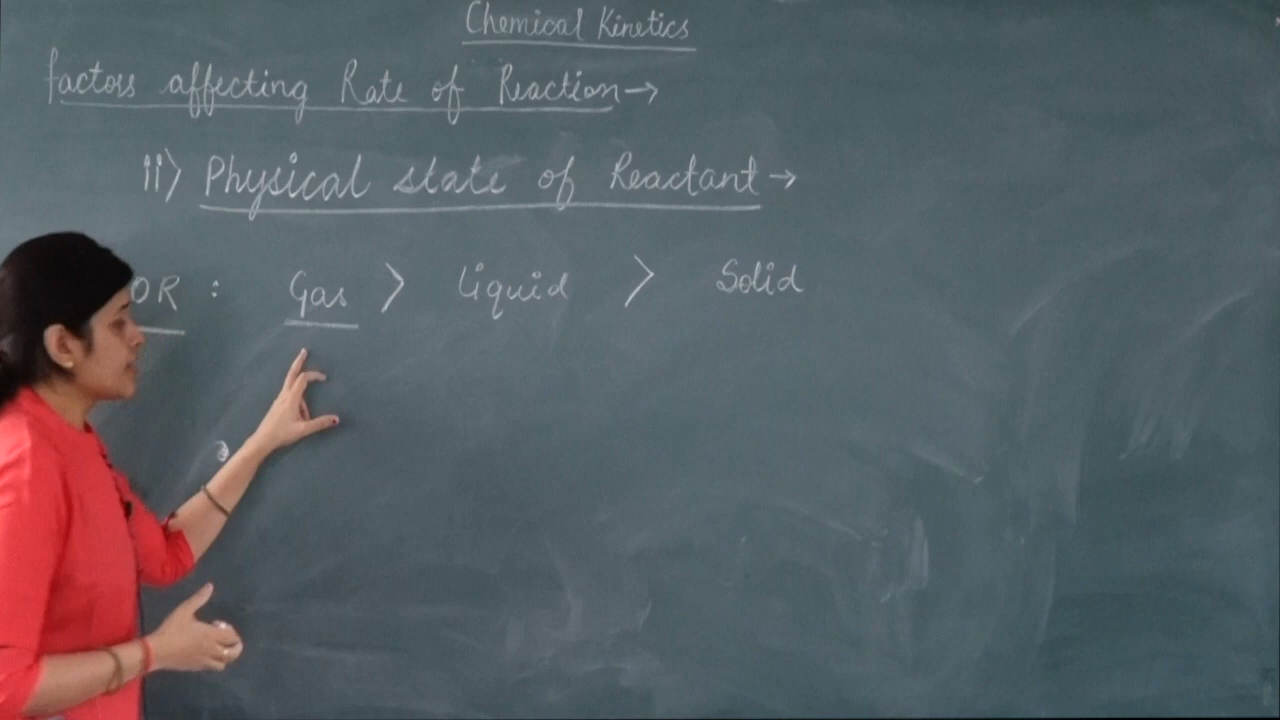 Chemical Kinetics
factors affecting Rate of Reaction→
ii) Physical state of Reactant→
OR : Gas > Liquid > Solid